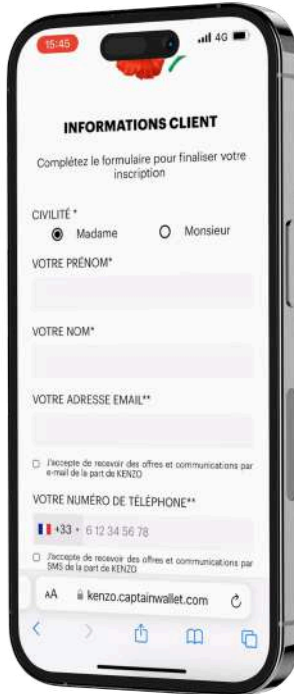 15:45
4G
INFORMATIONS CLIENT
Complétez le formulaire pour finaliser votre
inscription
CIVILITÉ *
Madame
Monsieur
VOTRE PRÉNOM*
VOTRE NOM*
VOTRE ADRESSE EMAIL**
J'accepte de recevoir des offres et communications par
e-mail de la part de KENZO
VOTRE NUMÉRO DE TÉLÉPHONE**
+33
6 12 34 56 78
J'accepte de recevoir des offres et communications par
SMS de la part de KENZO
AA
kenzo.captainwallet.com